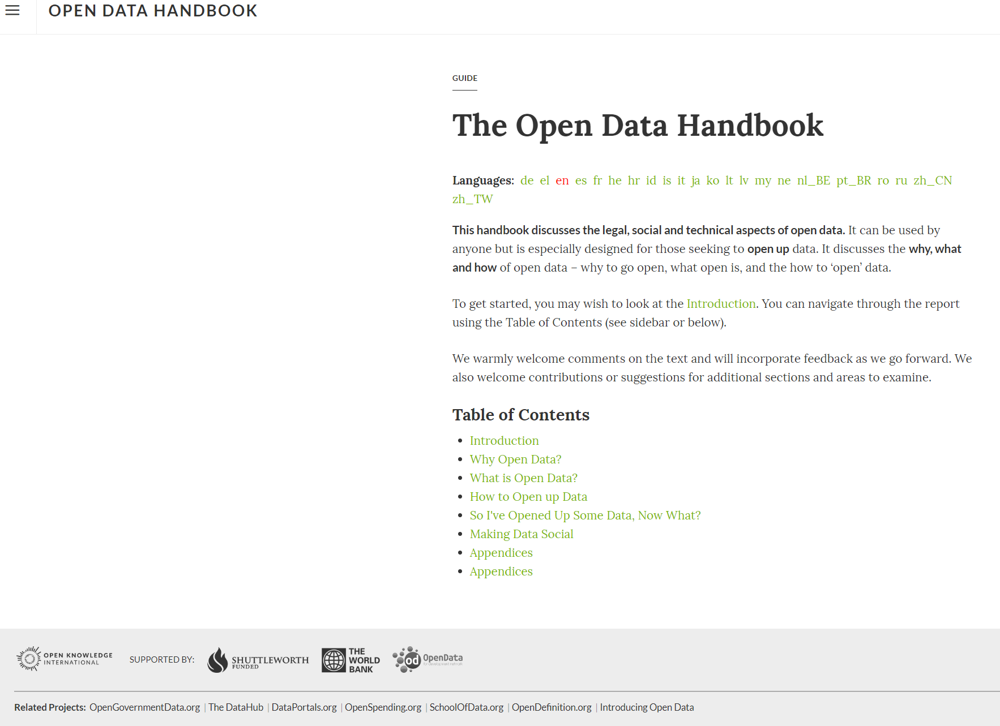 OPEN DATA HANDBOOK
GUIDE
The Open Data Handbook
Languages: de el en es fr he hr id is it ja ko lt lv my ne nl_BE pt_BR ro ru zh_CN
zh_TW
This handbook discusses the legal, social and technical aspects of open data. It can be used by
anyone but is especially designed for those seeking to open up data. It discusses the why, what
and how of open data – why to go open, what open is, and the how to ‘open’ data.
To get started, you may wish to look at the Introduction. You can navigate through the report
using the Table of Contents (see sidebar or below).
We warmly welcome comments on the text and will incorporate feedback as we go forward. We
also welcome contributions or suggestions for additional sections and areas to examine.
Table of Contents
• Introduction
• Why Open Data?
• What is Open Data?
• How to Open up Data
• So I've Opened Up Some Data, Now What?
• Making Data Social
• Appendices
• Appendices
OPEN KNOWLEDGE
INTERNATIONAL
SUPPORTED BY:
SHUTTLEWORTH
FUNDED
THE
WORLD
BANK
od OpenData
for development network
Related Projects: OpenGovernmentData.org | The DataHub | DataPortals.org | OpenSpending.org | SchoolOfData.org | OpenDefinition.org | Introducing Open Data